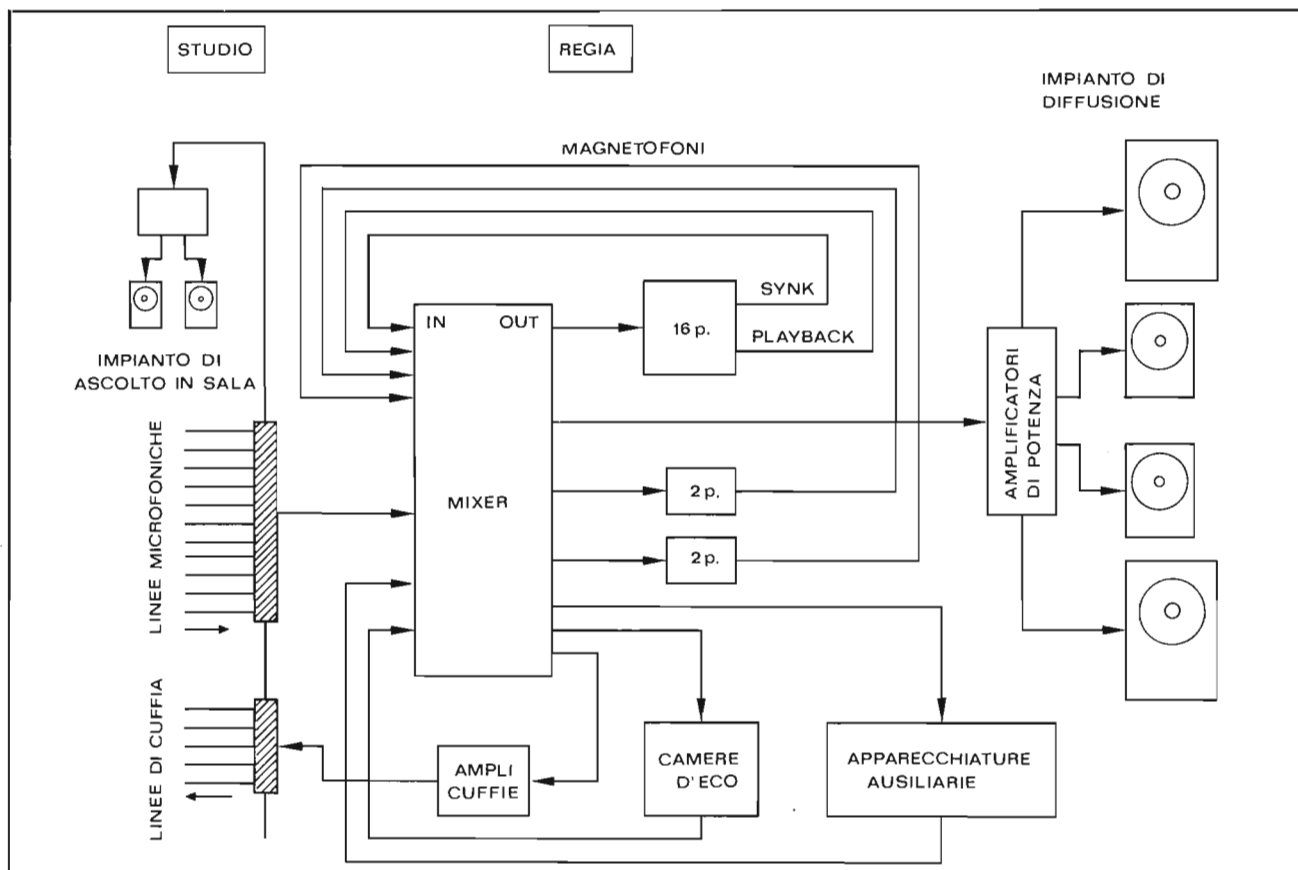 STUDIO
REGIA
IMPIANTO DI
DIFFUSIONE
MAGNETOFONI
SYNK
IN OUT
16 p.
PLAYBACK
IMPIANTO DI
ASCOLTO IN SALA
LINEE MICROFONICHE
MIXER
2 p.
2 p.
AMPLIFICATORI
DI POTENZA
LINEE DI CUFFIA
AMPLI
CUFFIE
CAMERE
D'ECO
APPARECCHIATURE
AUSILIARIE